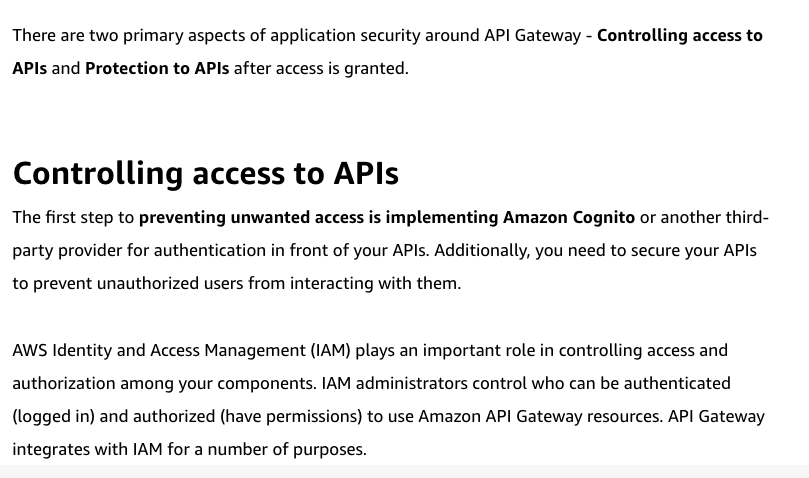 There are two primary aspects of application security around API Gateway - Controlling access to
APIs and Protection to APIs after access is granted.
Controlling access to APIs
The first step to preventing unwanted access is implementing Amazon Cognito or another third-
party provider for authentication in front of your APIs. Additionally, you need to secure your APIs
to prevent unauthorized users from interacting with them.
AWS Identity and Access Management (IAM) plays an important role in controlling access and
authorization among your components. IAM administrators control who can be authenticated
(logged in) and authorized (have permissions) to use Amazon API Gateway resources. API Gateway
integrates with IAM for a number of purposes.